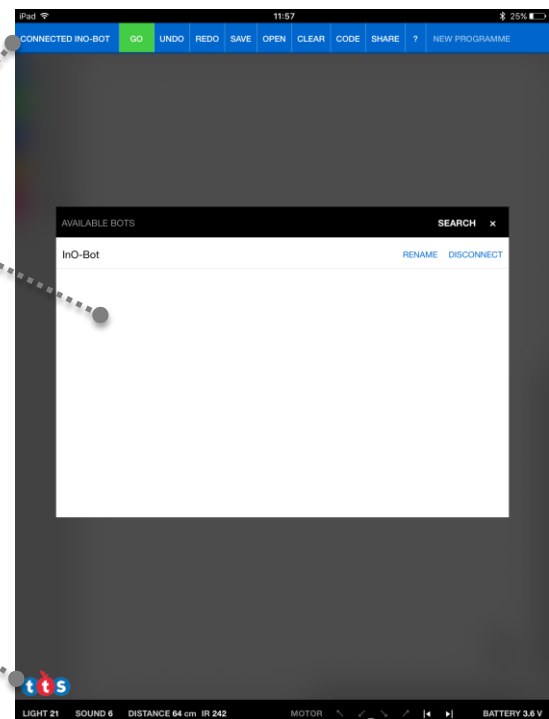 iPad 11:57 25%
CONNECTED INO-BOT GO UNDO REDO SAVE OPEN CLEAR CODE SHARE ? NEW PROGRAMME
AVAILABLE BOTS SEARCH ×
InO-Bot RENAME DISCONNECT
tts
LIGHT 21 SOUND 6 DISTANCE 64 cm IR 242 MOTOR BATTERY 3.6 V